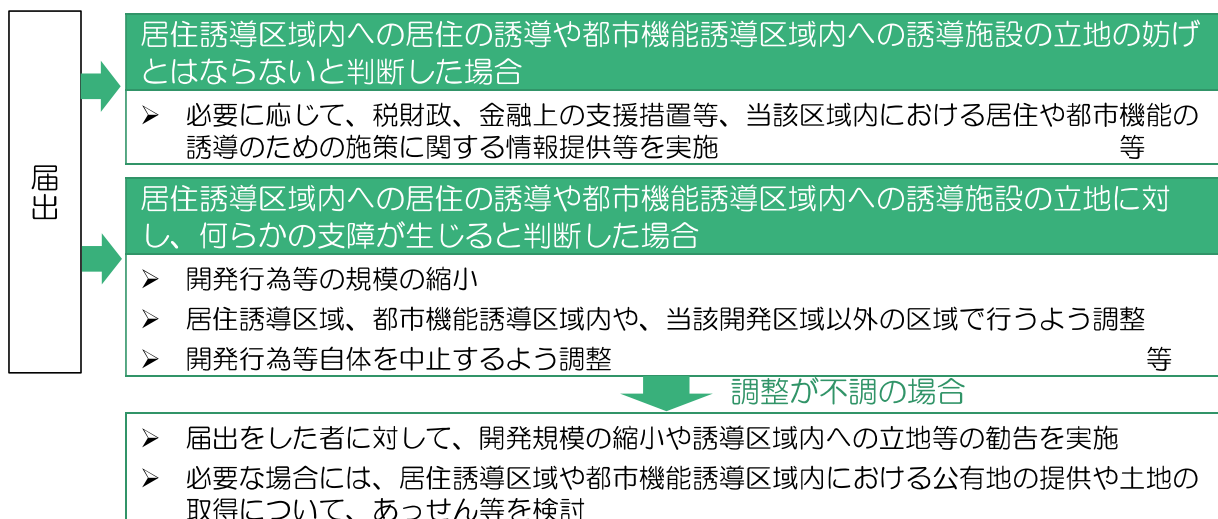 届出
居住誘導区域内への居住の誘導や都市機能誘導区域内への誘導施設の立地の妨げ
とはならないと判断した場合
➢ 必要に応じて、税財政、金融上の支援措置等、当該区域内における居住や都市機能の
誘導のための施策に関する情報提供等を実施 等
居住誘導区域内への居住の誘導や都市機能誘導区域内への誘導施設の立地に対
し、何らかの支障が生じると判断した場合
➢ 開発行為等の規模の縮小
➢ 居住誘導区域、都市機能誘導区域内や、当該開発区域以外の区域で行うよう調整
➢ 開発行為等自体を中止するよう調整 等
調整が不調の場合
➢ 届出をした者に対して、開発規模の縮小や誘導区域内への立地等の勧告を実施
➢ 必要な場合には、居住誘導区域や都市機能誘導区域内における公有地の提供や土地の
取得について、あっせん等を検討